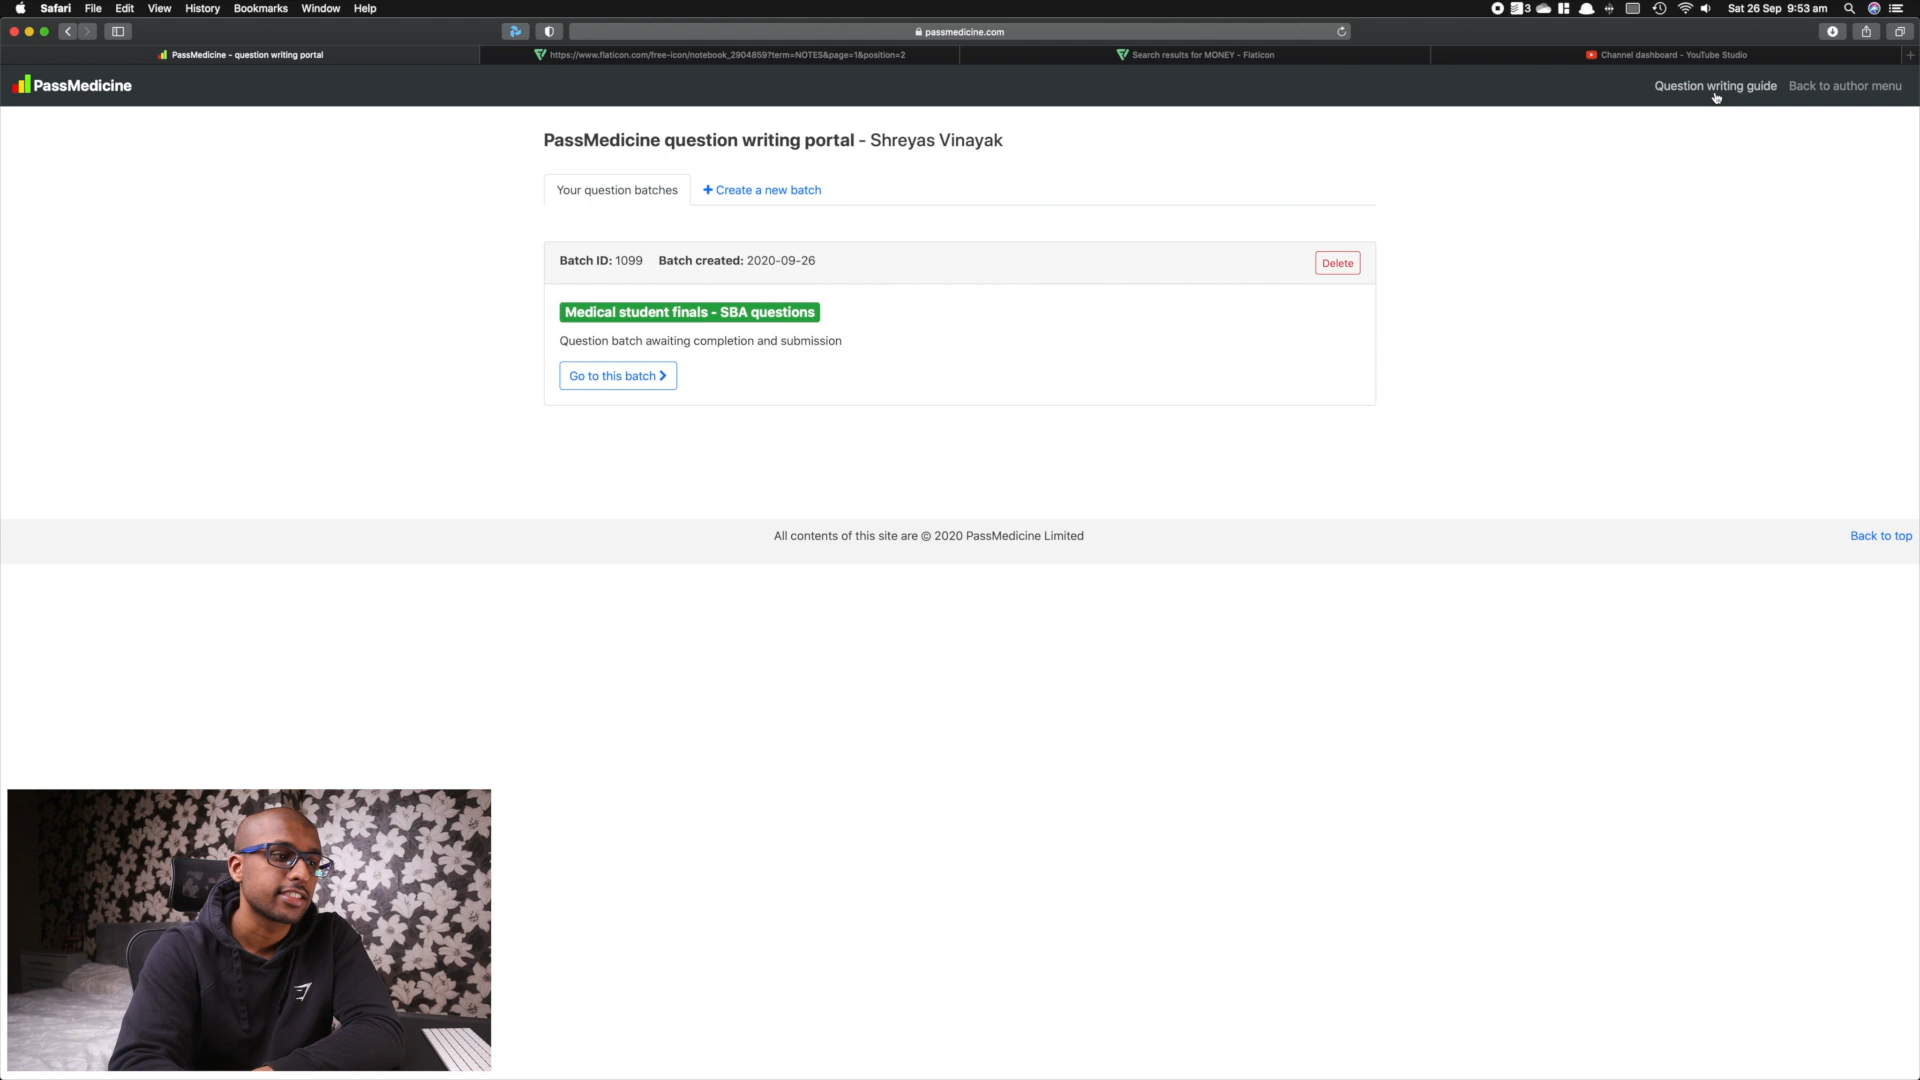 Safari File Edit View History Bookmarks Window Help
3 Sat 26 Sep 9:53 am
passmedicine.com
PassMedicine - question writing portal
https://www.flaticon.com/free-icon/notebook_2904859?term=NOTES&page=1&position=2
Search results for MONEY - Flaticon
Channel dashboard - YouTube Studio
PassMedicine
Question writing guide Back to author menu
PassMedicine question writing portal - Shreyas Vinayak
Your question batches + Create a new batch
Batch ID: 1099 Batch created: 2020-09-26 Delete
Medical student finals - SBA questions
Question batch awaiting completion and submission
Go to this batch >
All contents of this site are © 2020 PassMedicine Limited
Back to top